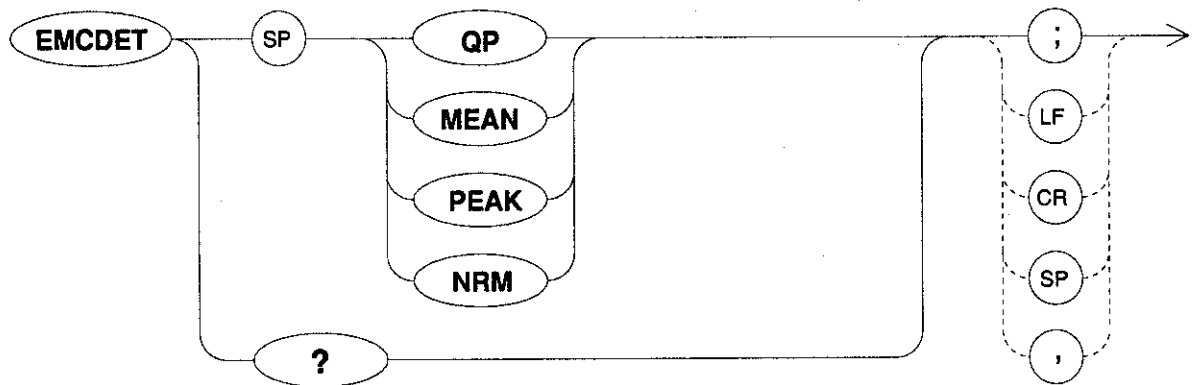 EMCDET SP QP ;
MEAN LF
PEAK CR
NRM SP
? ,